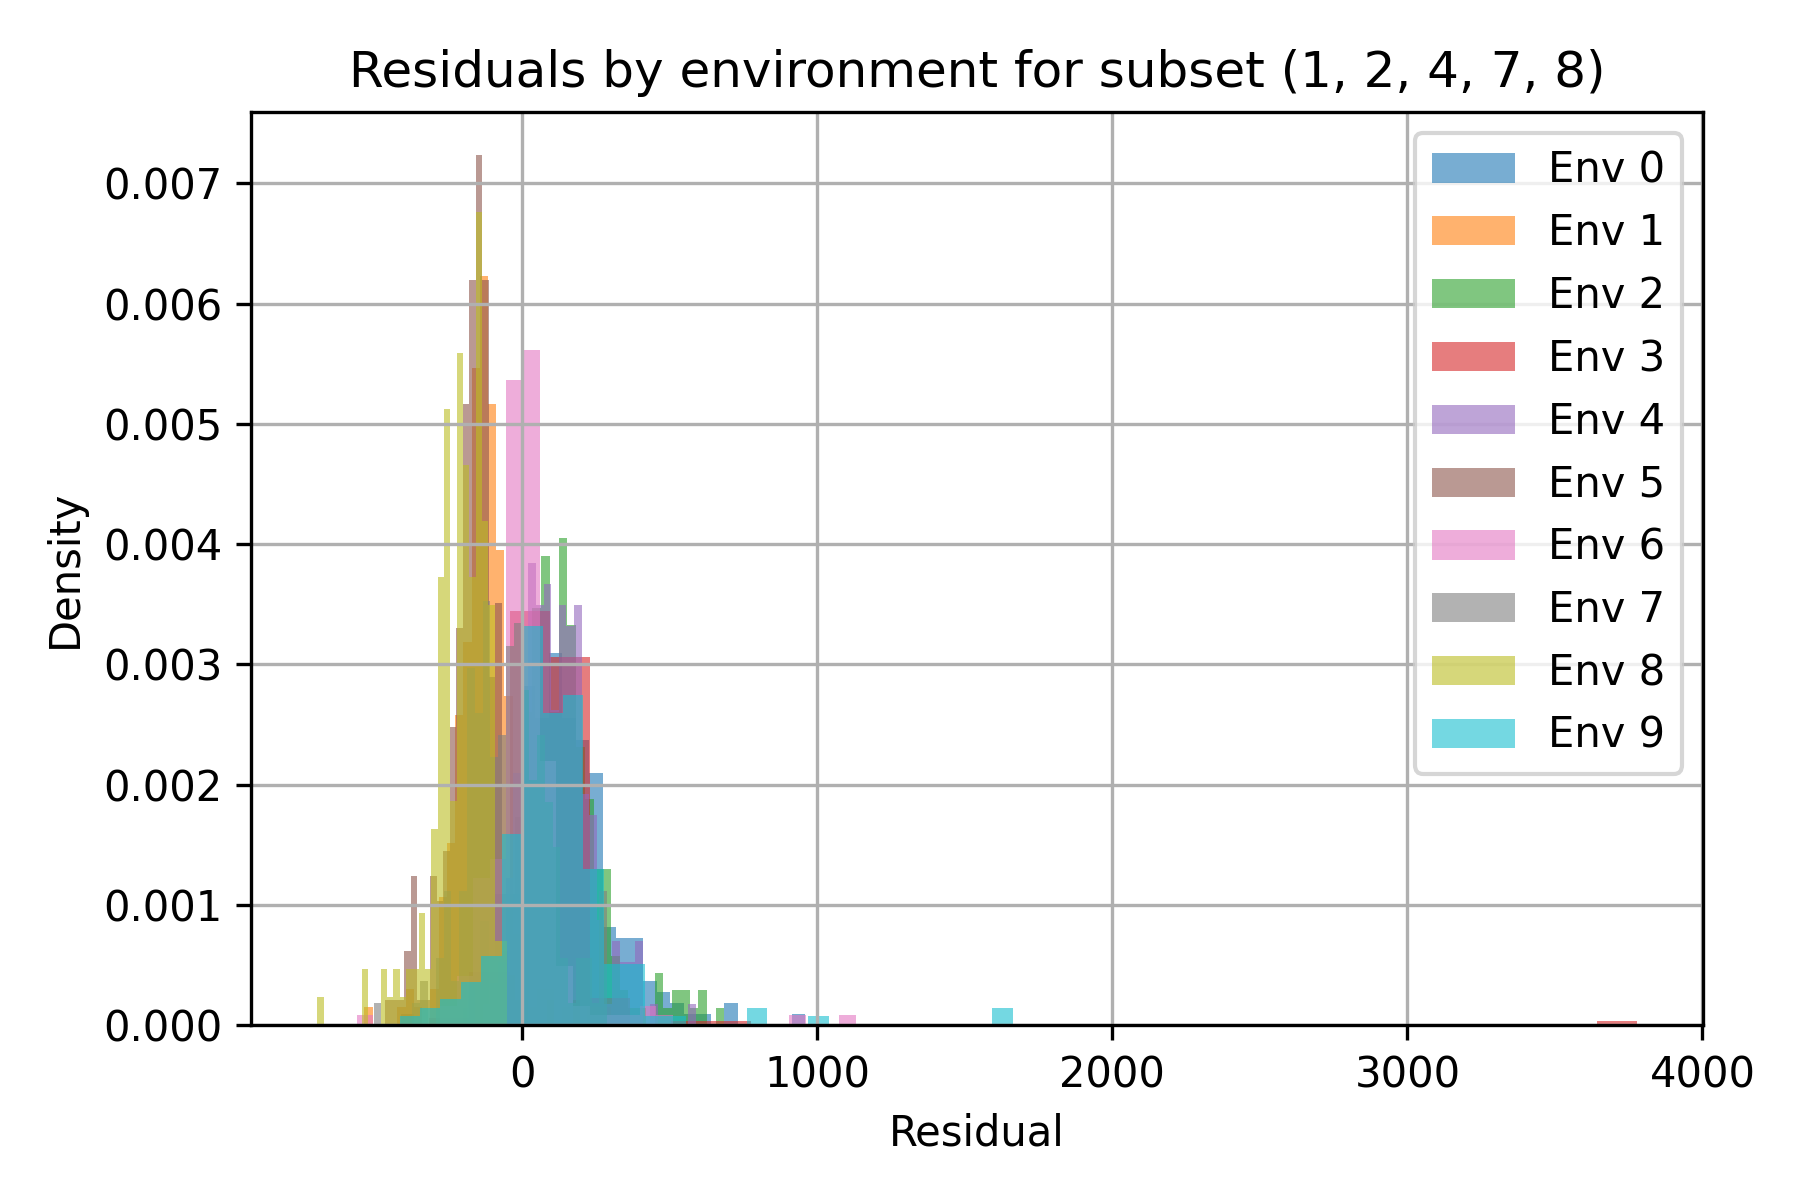 Residuals by environment for subset (1, 2, 4, 7, 8)
0.007
0.006
0.005
0.004
0.003
0.002
0.001
0.000
Density
Env 0
Env 1
Env 2
Env 3
Env 4
Env 5
Env 6
Env 7
Env 8
Env 9
0 1000 2000 3000 4000
Residual